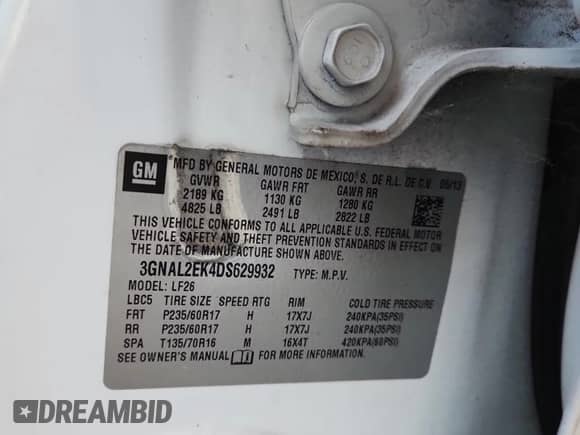 GM
MFD BY GENERAL MOTORS DE MEXICO, S. DE R.L. DE C.V. 05/13
GVWR GAWR FRT GAWR RR
2189 KG 1130 KG 1280 KG
4825 LB 2491 LB 2822 LB
THIS VEHICLE CONFORMS TO ALL APPLICABLE U.S. FEDERAL MOTOR
VEHICLE SAFETY AND THEFT PREVENTION STANDARDS IN EFFECT ON THE
DATE OF MANUFACTURE SHOWN ABOVE.
3GNAL2EK4DS629932 TYPE: M.P.V.
MODEL: LF26
LBC5 TIRE SIZE SPEED RTG RIM COLD TIRE PRESSURE
FRT P235/60R17 H 17X7J 240KPA(35PSI)
RR P235/60R17 H 17X7J 240KPA(35PSI)
SPA T135/70R16 M 16X4T 420KPA(60PSI)
SEE OWNER'S MANUAL FOR MORE INFORMATION.
DREAMBID